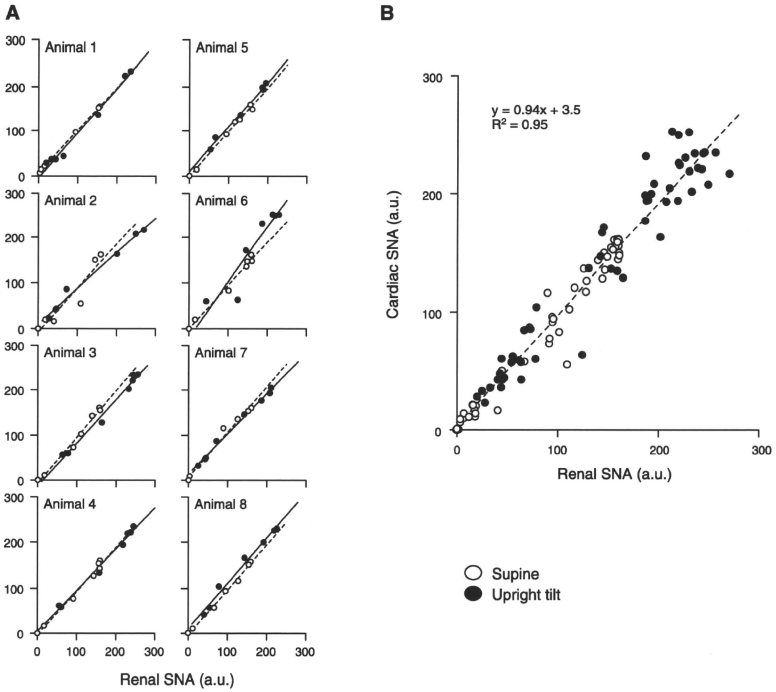 A
B
Animal 1
Animal 5
300
200
100
0
Animal 2
Animal 6
300
200
100
0
Animal 3
Animal 7
300
200
100
0
Animal 4
Animal 8
300
200
100
0
0 100 200 300
0 100 200 300
Renal SNA (a.u.)
y = 0.94x + 3.5
R² = 0.95
Cardiac SNA (a.u.)
300
200
100
0
0 100 200 300
Renal SNA (a.u.)
Supine
Upright tilt